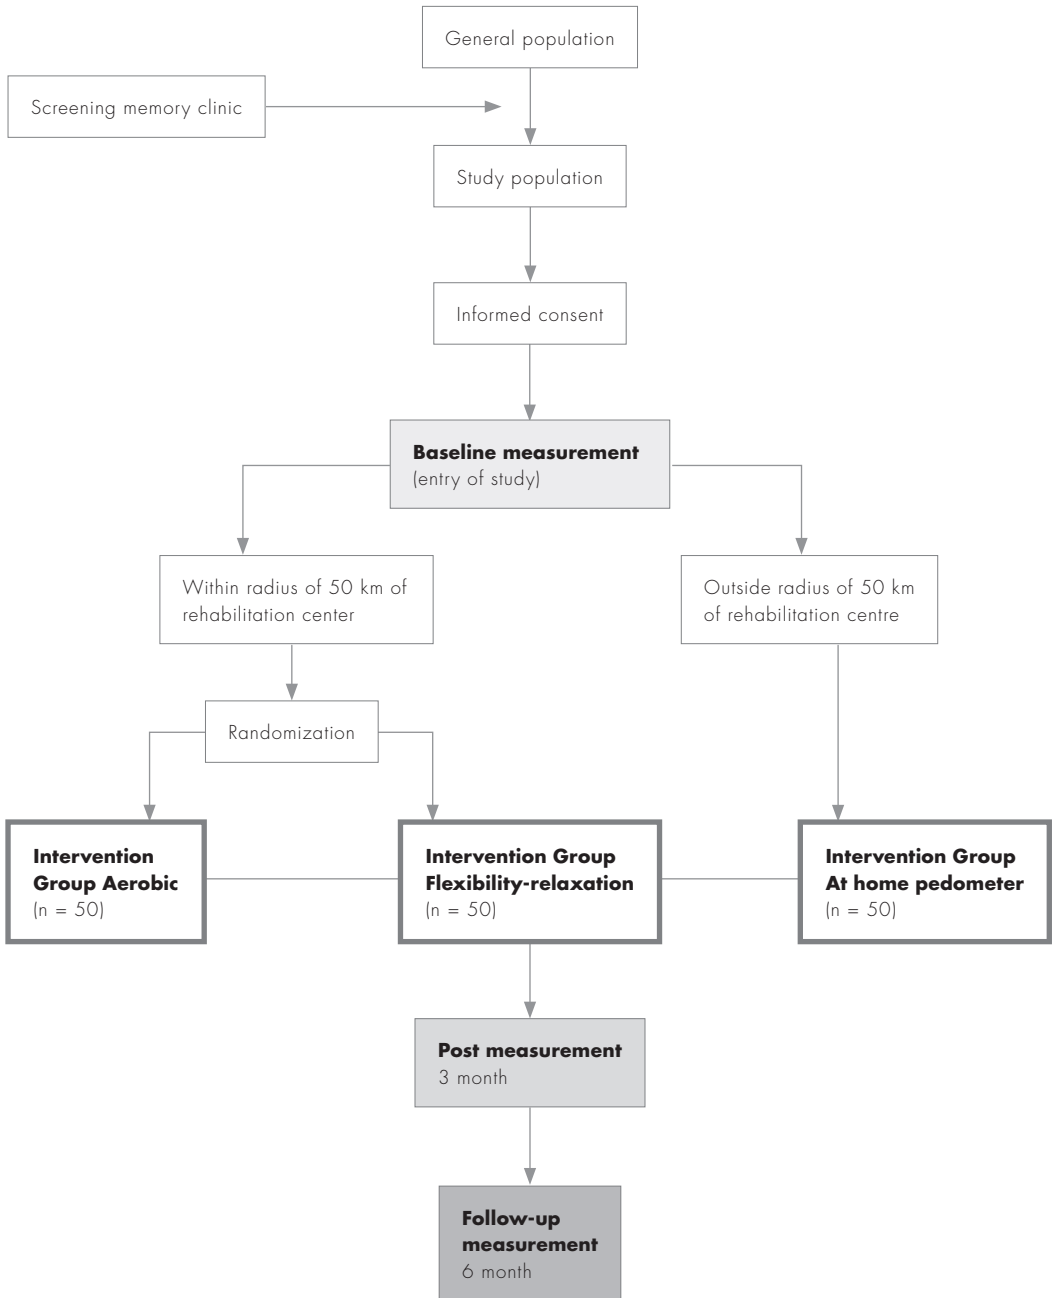 General population
Screening memory clinic
Study population
Informed consent
Baseline measurement
(entry of study)
Within radius of 50 km of
rehabilitation center
Outside radius of 50 km
of rehabilitation centre
Randomization
Intervention
Group Aerobic
(n = 50)
Intervention Group
Flexibility-relaxation
(n = 50)
Intervention Group
At home pedometer
(n = 50)
Post measurement
3 month
Follow-up
measurement
6 month